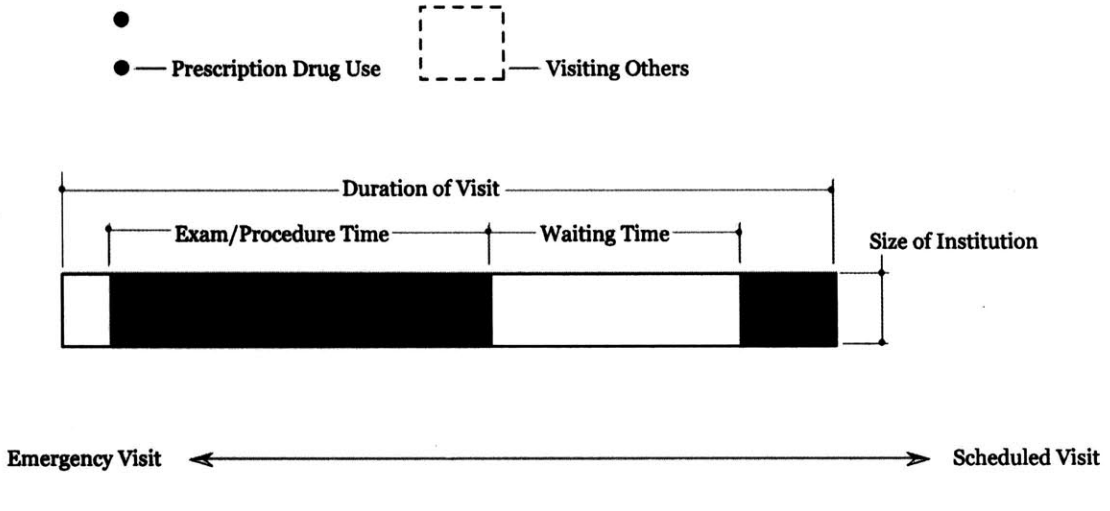 Prescription Drug Use
Visiting Others
Duration of Visit
Exam/Procedure Time
Waiting Time
Size of Institution
Emergency Visit
Scheduled Visit